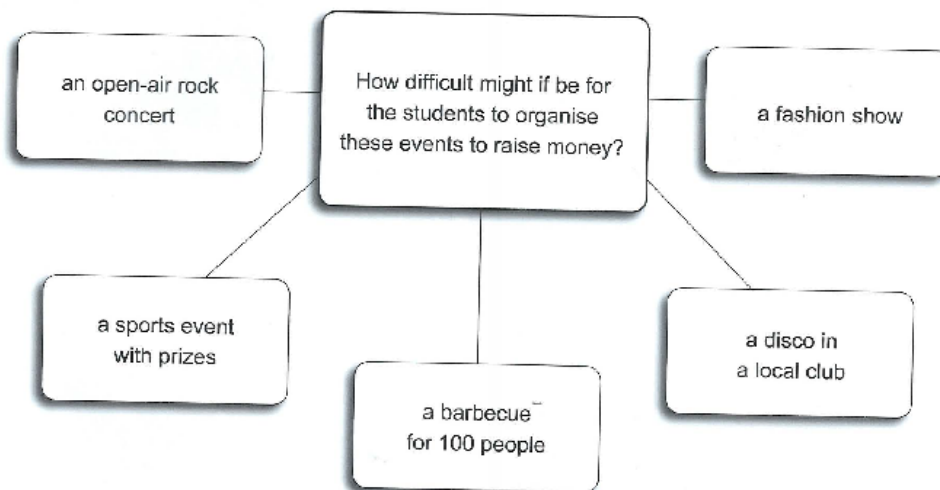 an open-air rock
concert
How difficult might if be for
the students to organise
these events to raise money?
a fashion show
a sports event
with prizes
a barbecue
for 100 people
a disco in
a local club